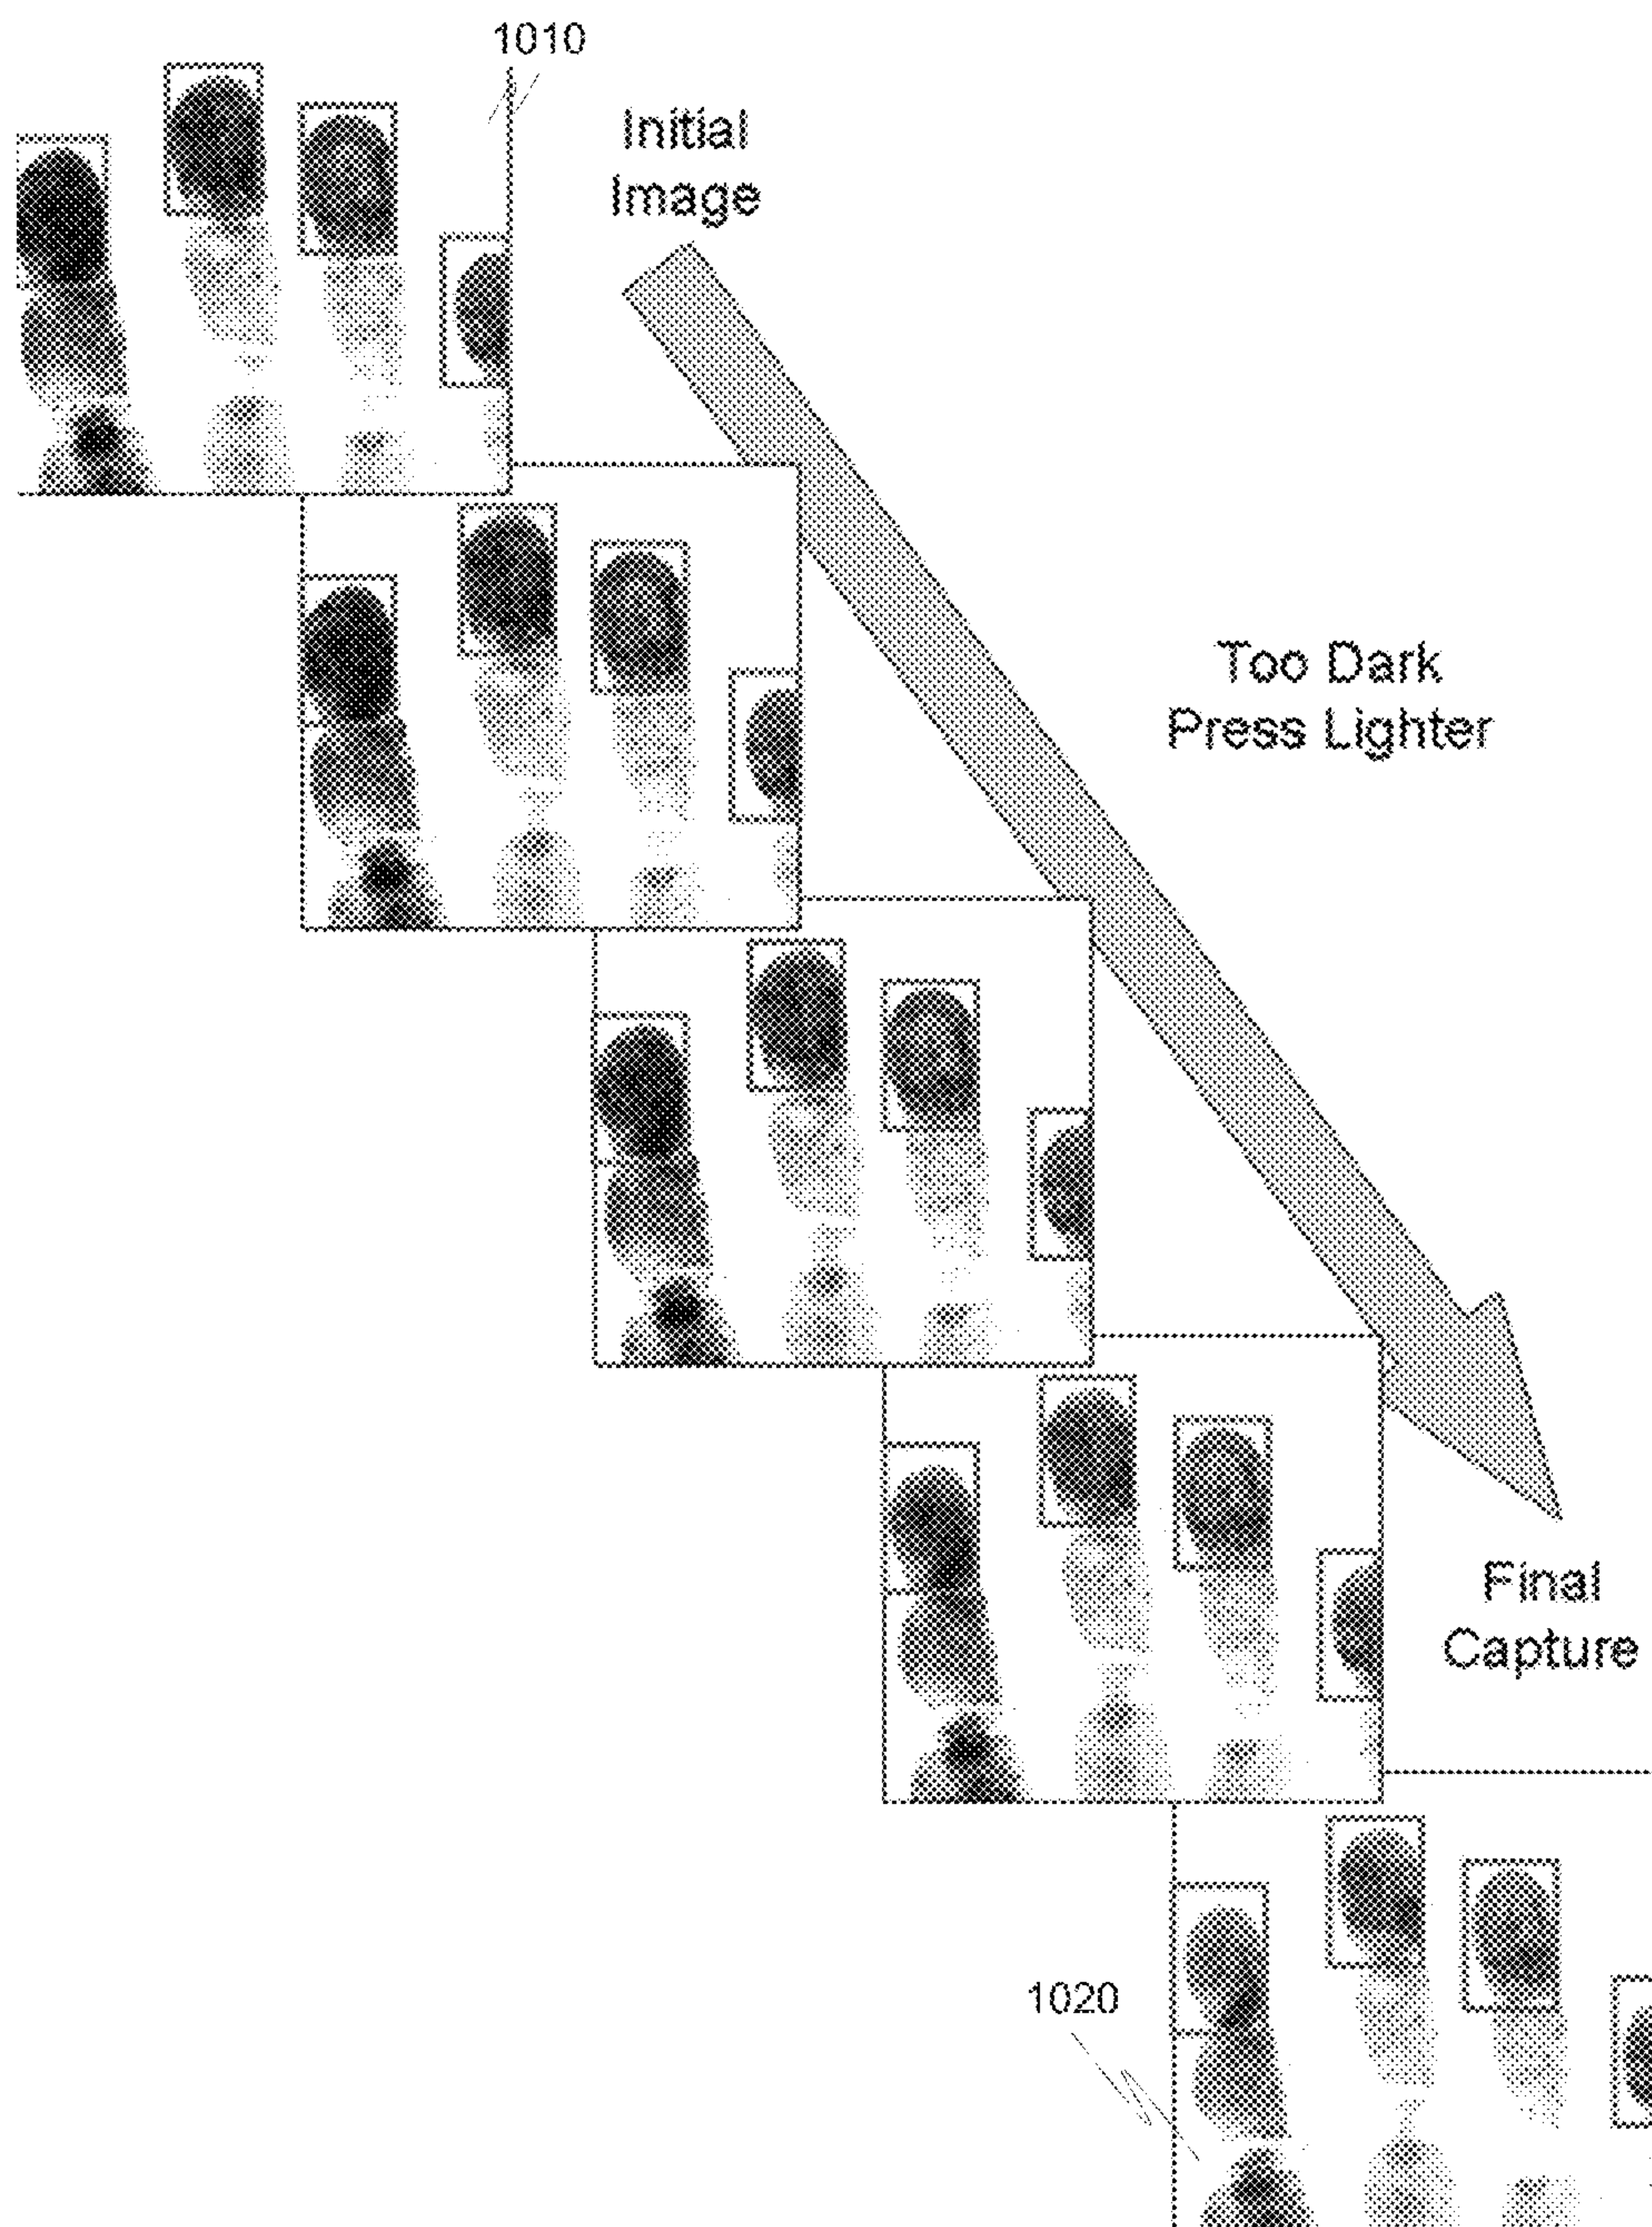 1010
Initial
Image
Too Dark
Press Lighter
Final
Capture
1020